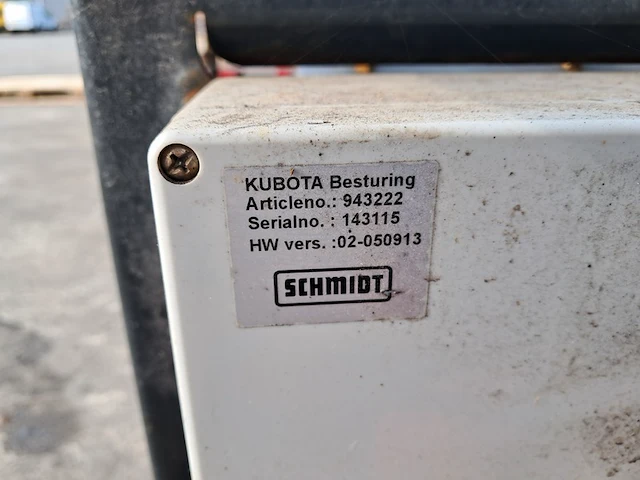 KUBOTA Besturing
Articleno.: 943222
Serialno. : 143115
HW vers. :02-050913
SCHMIDT